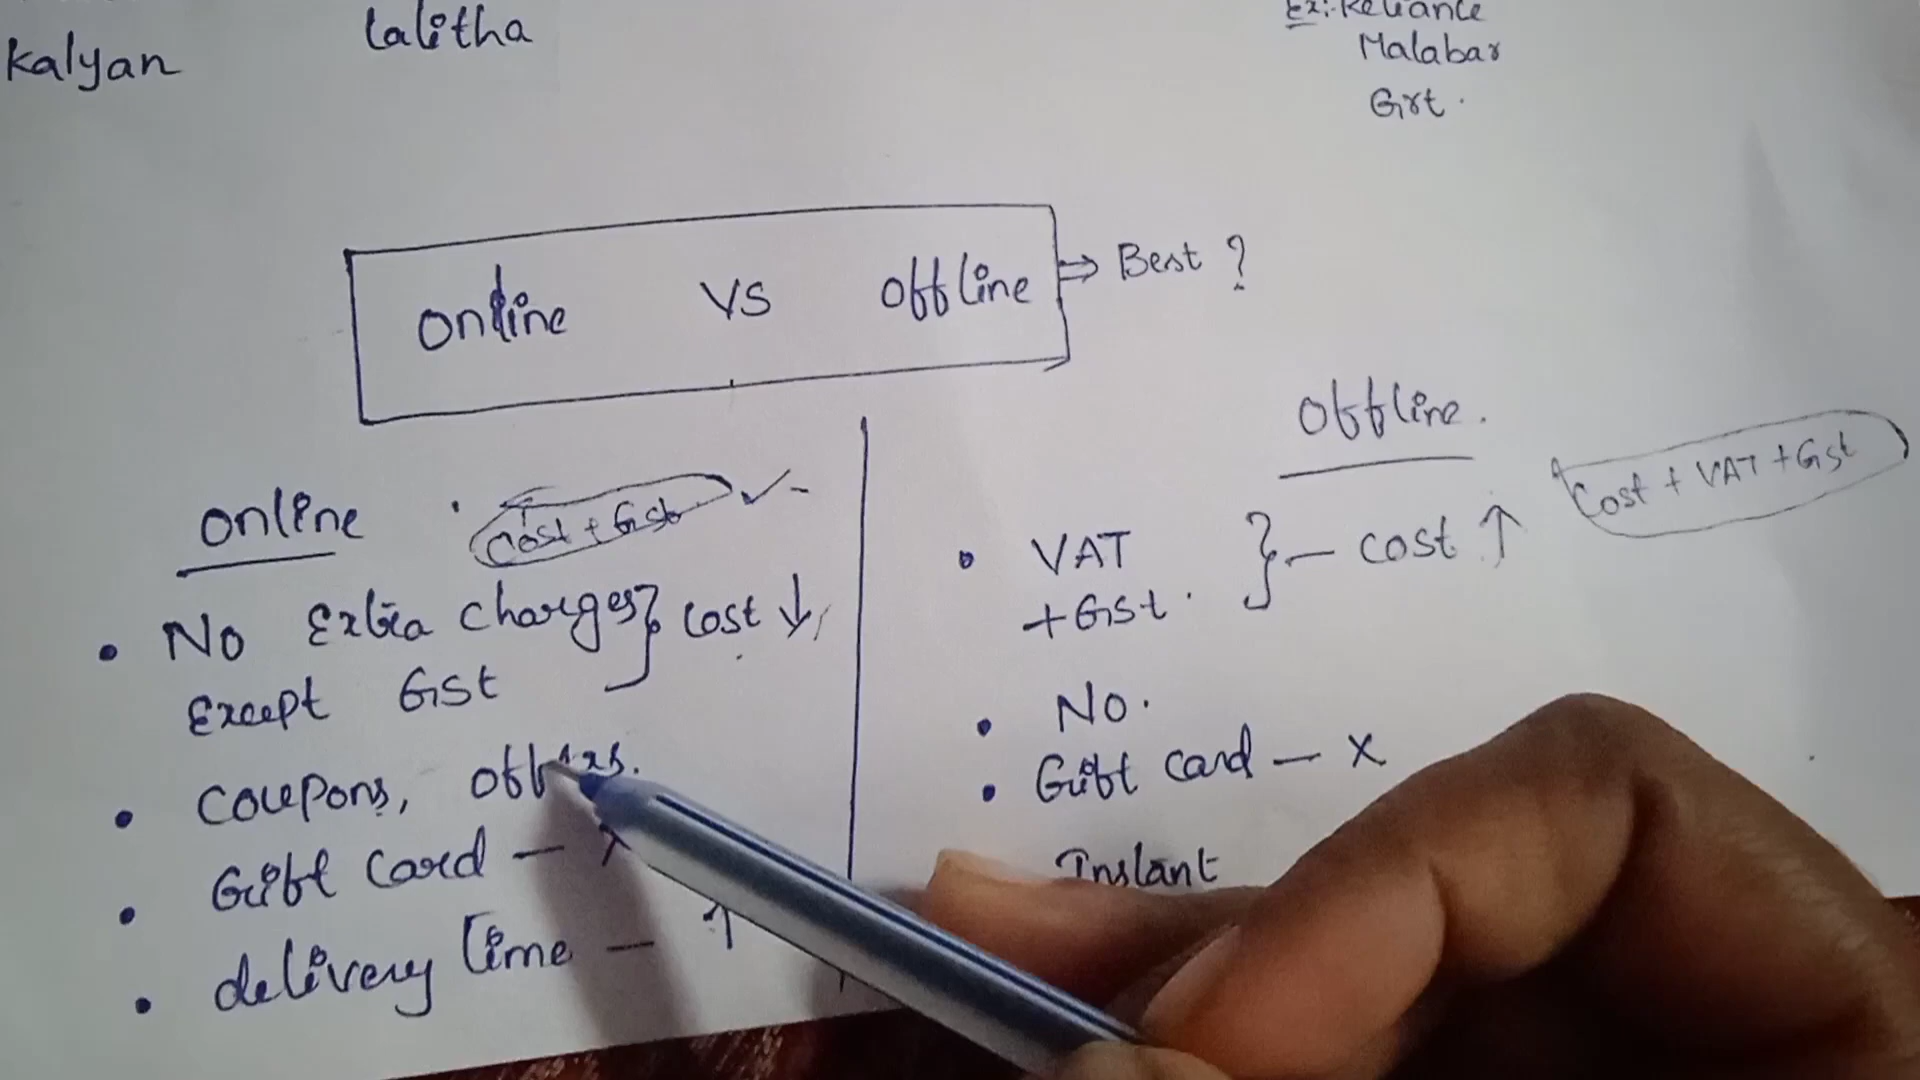 Kalyan
Lalitha
Ex:- Reliance
Malabar
Grt.
Online VS Offline ⇒ Best ?
Online
Cost + Gst ✓
• No Extra charges } cost ↓
Except GSt
• Coupons, Offers.
• Gift Card - x
• delivery time - ↑
Offline.
Cost + VAT + Gst
• VAT } - cost ↑
+ GSt.
• No.
• Gift card - x
Instant